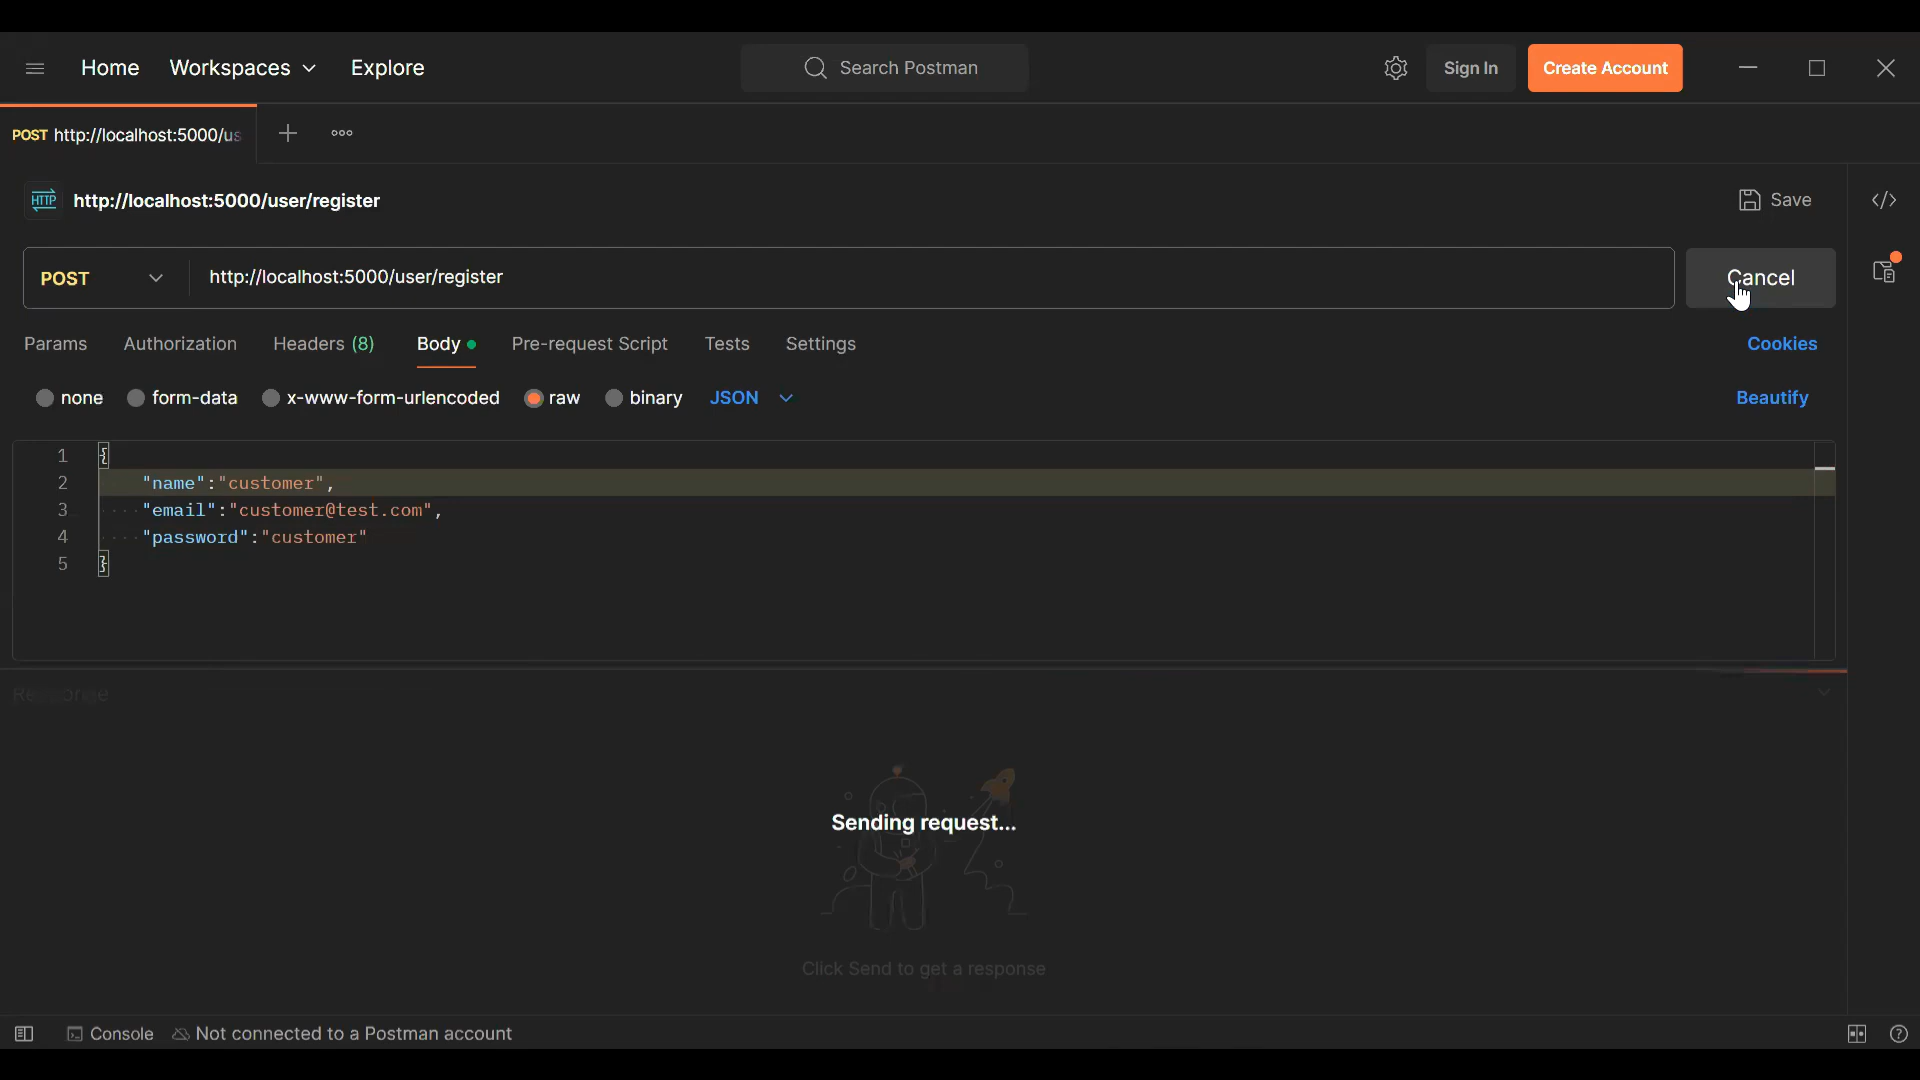 Home Workspaces Explore Search Postman Sign In Create Account
POST http://localhost:5000/us
HTTP http://localhost:5000/user/register Save
POST http://localhost:5000/user/register Cancel
Params Authorization Headers (8) Body Pre-request Script Tests Settings Cookies
none form-data x-www-form-urlencoded raw binary JSON Beautify
1 {
2 "name":"customer",
3 "email":"customer@test.com",
4 "password":"customer"
5 }
Response
Sending request...
Click Send to get a response
Console Not connected to a Postman account